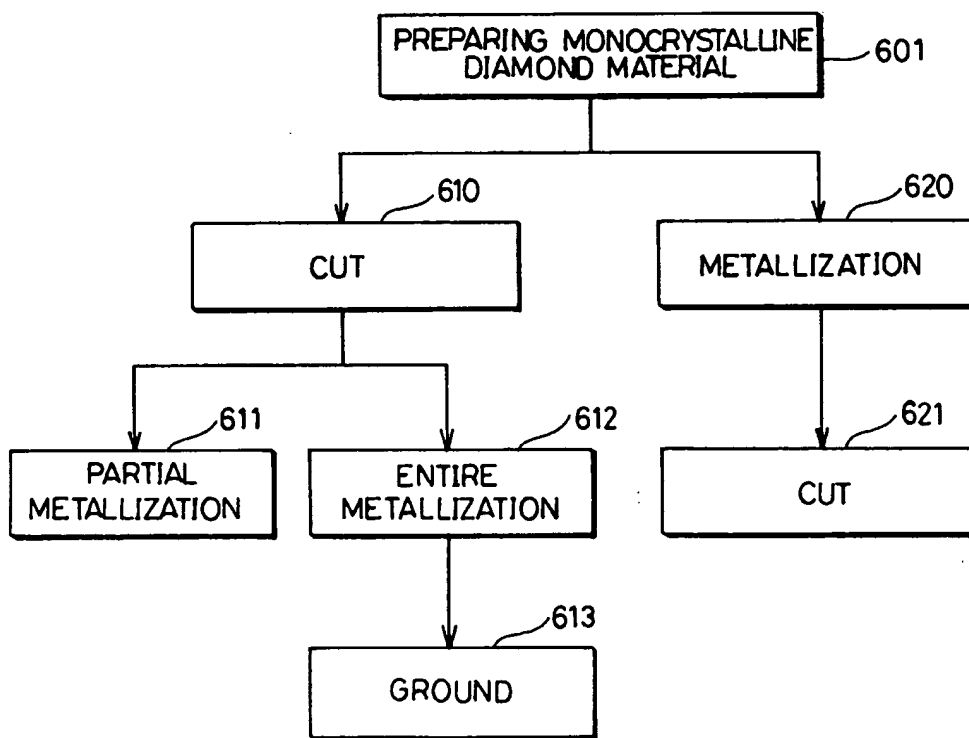 PREPARING MONOCRYSTALLINE
DIAMOND MATERIAL
601
610
620
CUT
METALLIZATION
611
612
621
PARTIAL
METALLIZATION
ENTIRE
METALLIZATION
CUT
613
GROUND